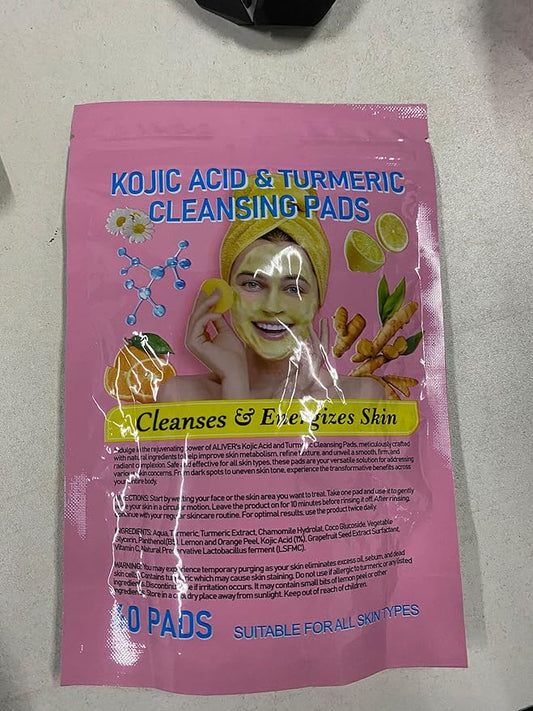 KOJIC ACID & TURMERIC
CLEANSING PADS
Cleanses & Energizes Skin
Indulge in the rejuvenating power of ALIVER's Kojic Acid and Turmeric Cleansing Pads, meticulously crafted
with natural ingredients to help improve skin metabolism, refine texture, and unveil a smooth, firm, and
radiant complexion. Safe and effective for all skin types, these pads are your versatile solution for addressing
various skin concerns. From dark spots to uneven skin tone, experience the transformative benefits across
your entire body.
DIRECTIONS: Start by wetting your face or the skin area you want to treat. Take one pad and use it to gently
your skin in a circular motion. Leave the product on for 10 minutes before rinsing it off. After rinsing,
continue with your regular skincare routine. For optimal results, use the product twice daily.
INGREDIENTS: Aqua, Turmeric, Turmeric Extract, Chamomile Hydrolat, Coco Glucoside, Vegetable
Glycerin, Panthenol(B5), Lemon and Orange Peel, Kojic Acid (1%), Grapefruit Seed Extract Surfactant,
Vitamin C, Natural Preservative Lactobacillus ferment (LSFMC).
WARNING: You may experience temporary purging as your skin eliminates excess oil, sebum, and dead
skin cells. Contains turmeric which may cause skin staining. Do not use if allergic to turmeric or any listed
ingredients. Discontinue use if irritation occurs. It may contain small bits of lemon peel or other
ingredients. Store in a cool dry place away from sunlight. Keep out of reach of children.
40 PADS
SUITABLE FOR ALL SKIN TYPES